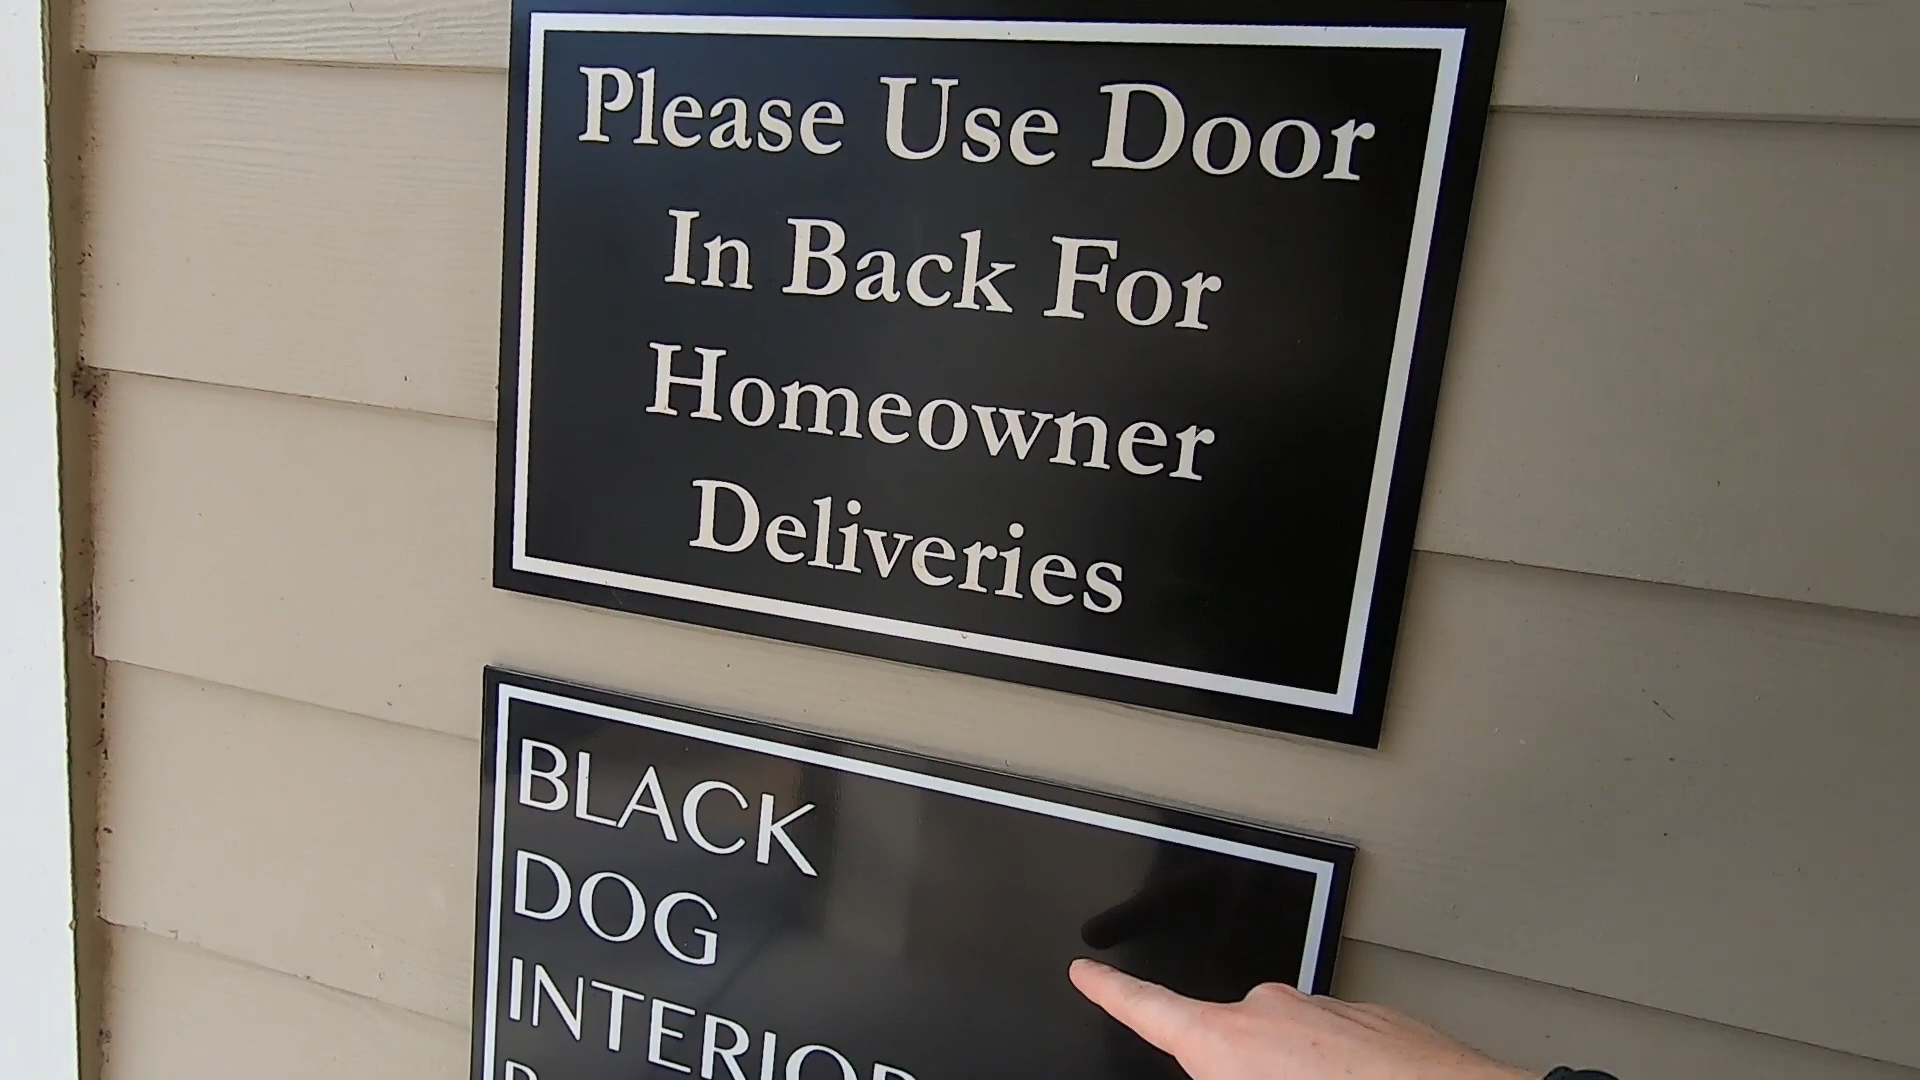 Please Use Door
In Back For
Homeowner
Deliveries
BLACK
DOG